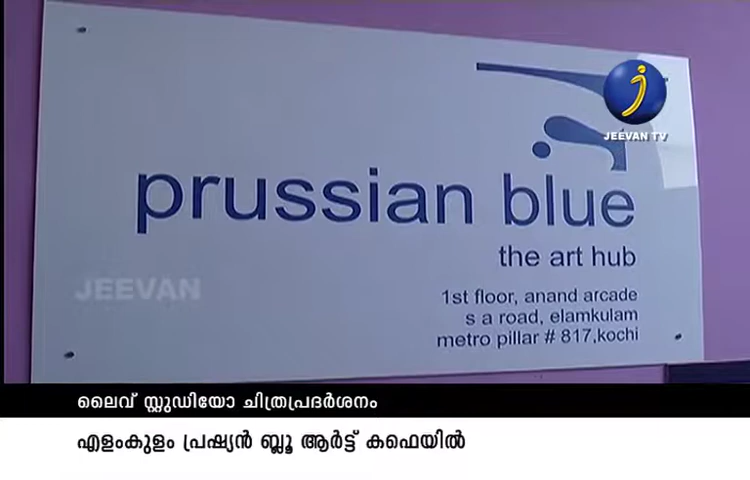 JEEVAN TV
prussian blue
the art hub
JEEVAN
1st floor, anand arcade
s a road, elamkulam
metro pillar # 817,kochi
ലൈവ് സ്റ്റുഡിയോ ചിത്രപ്രദർശനം
എളംകുളം പ്രഷ്യൻ ബ്ലൂ ആർട്ട് കഫെയിൽ